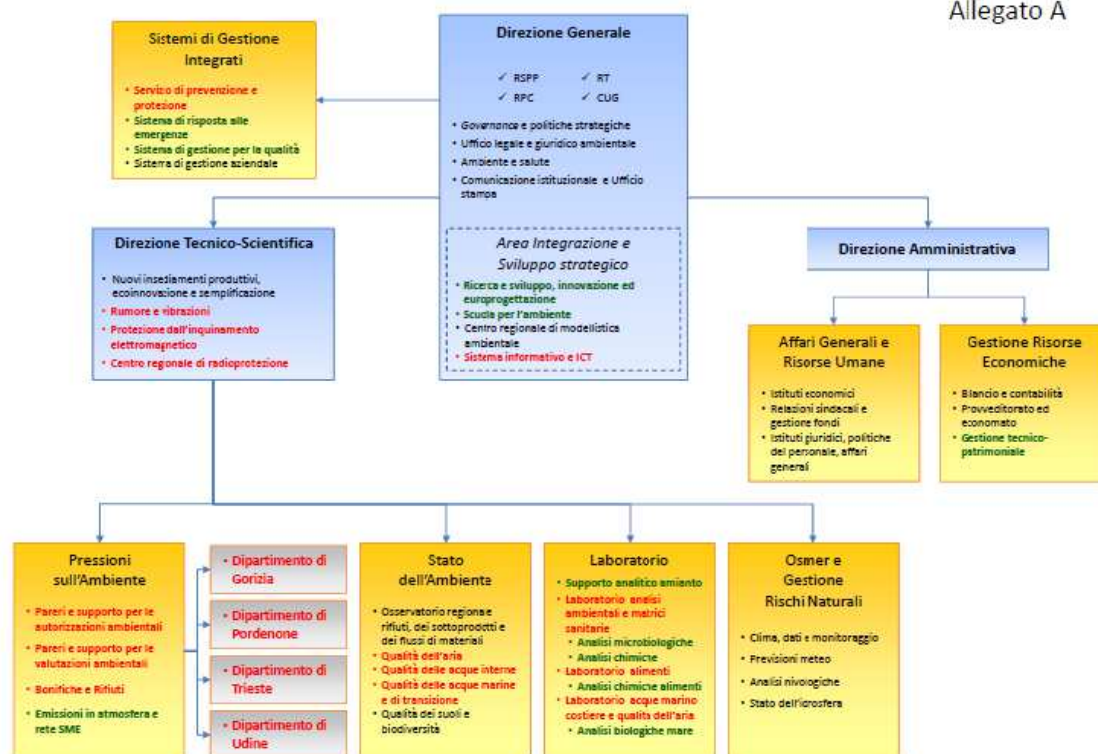 Allegato A
Sistemi di Gestione
Integrati
• Servizio di prevenzione e
protezione
• Sistema di risposta alle
emergenze
• Sistema di gestione per la qualità
• Sistema di gestione aziendale
Direzione Generale
✓ RSPP ✓ RT
✓ RPC ✓ CUG
• Governance e politiche strategiche
• Ufficio legale e giuridico ambientale
• Ambiente e salute
• Comunicazione istituzionale e Ufficio
stampa
Area Integrazione e
Sviluppo strategico
• Ricerca e sviluppo, innovazione ed
europrogettazione
• Scuola per l'ambiente
• Centro regionale di modellistica
ambientale
• Sistema informativo e ICT
Direzione Tecnico-Scientifica
• Nuovi insediamenti produttivi,
ecoinnovazione e semplificazione
• Rumore e vibrazioni
• Protezione dall'inquinamento
elettromagnetico
• Centro regionale di radioprotezione
Direzione Amministrativa
Affari Generali e
Risorse Umane
• Istituti economici
• Relazioni sindacali e
gestione fondi
• Istituti giuridici, politiche
del personale, affari
generali
Gestione Risorse
Economiche
• Bilancio e contabilità
• Provveditorato ed
economato
• Gestione tecnico-
patrimoniale
Pressioni
sull'Ambiente
• Pareri e supporto per le
autorizzazioni ambientali
• Pareri e supporto per le
valutazioni ambientali
• Bonifiche e Rifiuti
• Emissioni in atmosfera e
rete SME
• Dipartimento di
Gorizia
• Dipartimento di
Pordenone
• Dipartimento di
Trieste
• Dipartimento di
Udine
Stato
dell'Ambiente
• Osservatorio regionale
rifiuti, dei sottoprodotti e
dei flussi di materiali
• Qualità dell'aria
• Qualità delle acque interne
• Qualità delle acque marine
e di transizione
• Qualità dei suoli e
biodiversità
Laboratorio
• Supporto analitico amianto
• Laboratorio analisi
ambientali e matrici
sanitarie
• Analisi microbiologiche
• Analisi chimiche
• Laboratorio alimenti
• Analisi chimiche alimenti
• Laboratorio acque marino
costiere e qualità dell'aria
• Analisi biologiche mare
Osmer e
Gestione
Rischi Naturali
• Clima, dati e monitoraggio
• Previsioni meteo
• Analisi nivologiche
• Stato dell'idrosfera